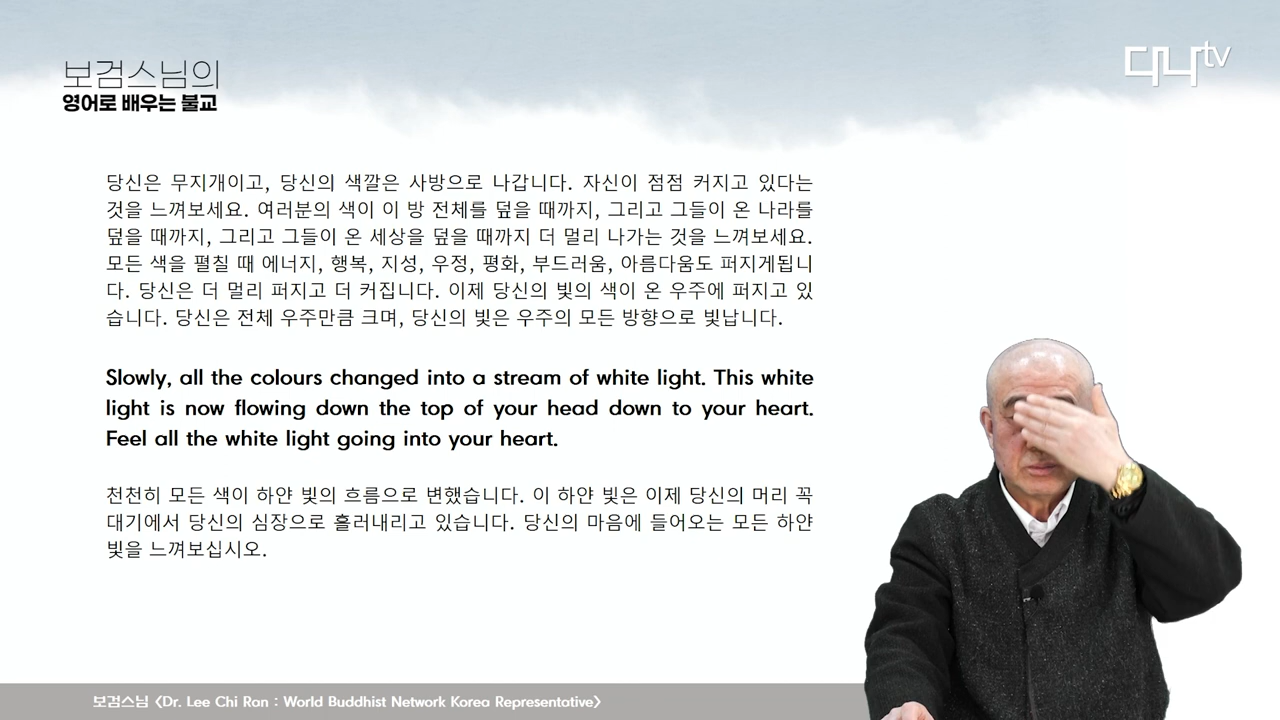 보검스님의
영어로 배우는 불교
다나tv
당신은 무지개이고, 당신의 색깔은 사방으로 나갑니다. 자신이 점점 커지고 있다는
것을 느껴보세요. 여러분의 색이 이 방 전체를 덮을 때까지, 그리고 그들이 온 나라를
덮을 때까지, 그리고 그들이 온 세상을 덮을 때까지 더 멀리 나가는 것을 느껴보세요.
모든 색을 펼칠 때 에너지, 행복, 지성, 우정, 평화, 부드러움, 아름다움도 퍼지게됩니
다. 당신은 더 멀리 퍼지고 더 커집니다. 이제 당신의 빛의 색이 온 우주에 퍼지고 있
습니다. 당신은 전체 우주만큼 크며, 당신의 빛은 우주의 모든 방향으로 빛납니다.
Slowly, all the colours changed into a stream of white light. This white
light is now flowing down the top of your head down to your heart.
Feel all the white light going into your heart.
천천히 모든 색이 하얀 빛의 흐름으로 변했습니다. 이 하얀 빛은 이제 당신의 머리 꼭
대기에서 당신의 심장으로 흘러내리고 있습니다. 당신의 마음에 들어오는 모든 하얀
빛을 느껴보십시오.
보검스님 <Dr. Lee Chi Ran : World Buddhist Network Korea Representative>